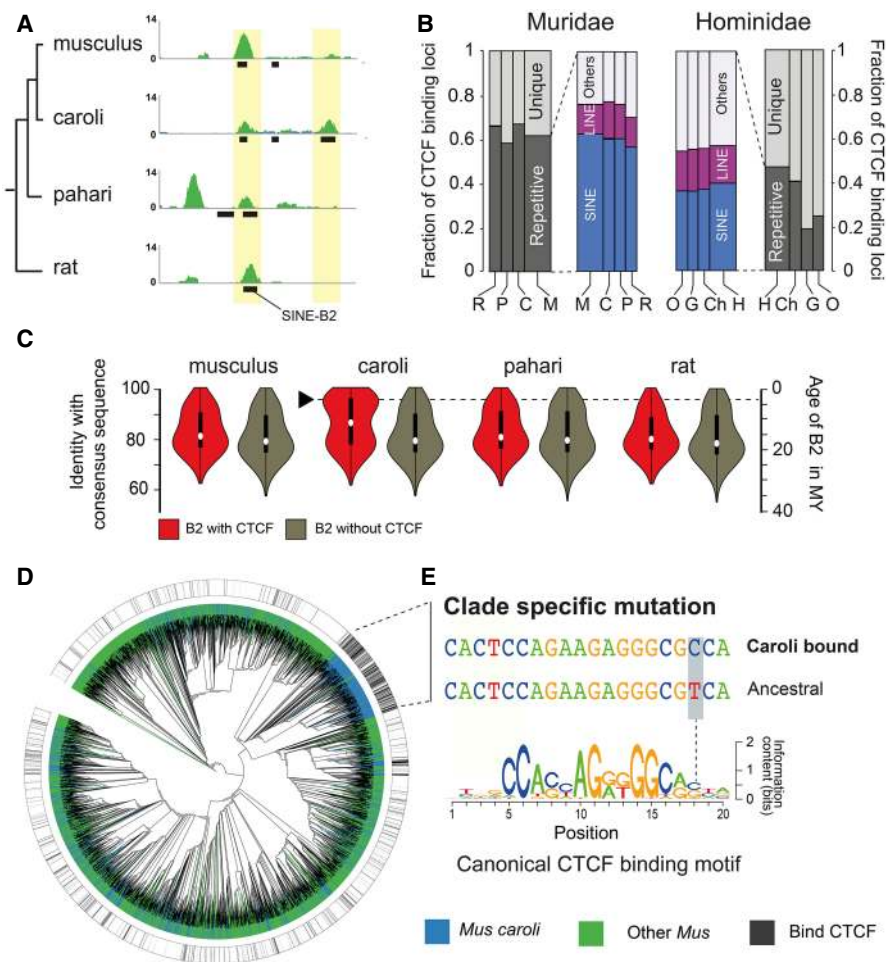 A
musculus
14
0
caroli
14
0
pahari
14
0
rat
14
0
SINE-B2
B
Muridae
Hominidae
Fraction of CTCF binding loci
1
0.8
0.6
0.4
0.2
0
Unique
Repetitive
Others
LINE
SINE
Others
LINE
SINE
Unique
Repetitive
1
0.8
0.6
0.4
0.2
0
Fraction of CTCF binding loci
R P C M
M C P R
O G Ch H
H Ch G O
C
musculus
caroli
pahari
rat
Identity with
consensus sequence
100
80
60
0
20
40
Age of B2 in MY
B2 with CTCF
B2 without CTCF
D
E
Clade specific mutation
CACTCCAGAAGAGGGCGCCA
Caroli bound
CACTCCAGAAGAGGGCGTCA
Ancestral
2
1
0
Information
content (bits)
1 5 10 15 20
Position
Canonical CTCF binding motif
Mus caroli
Other Mus
Bind CTCF